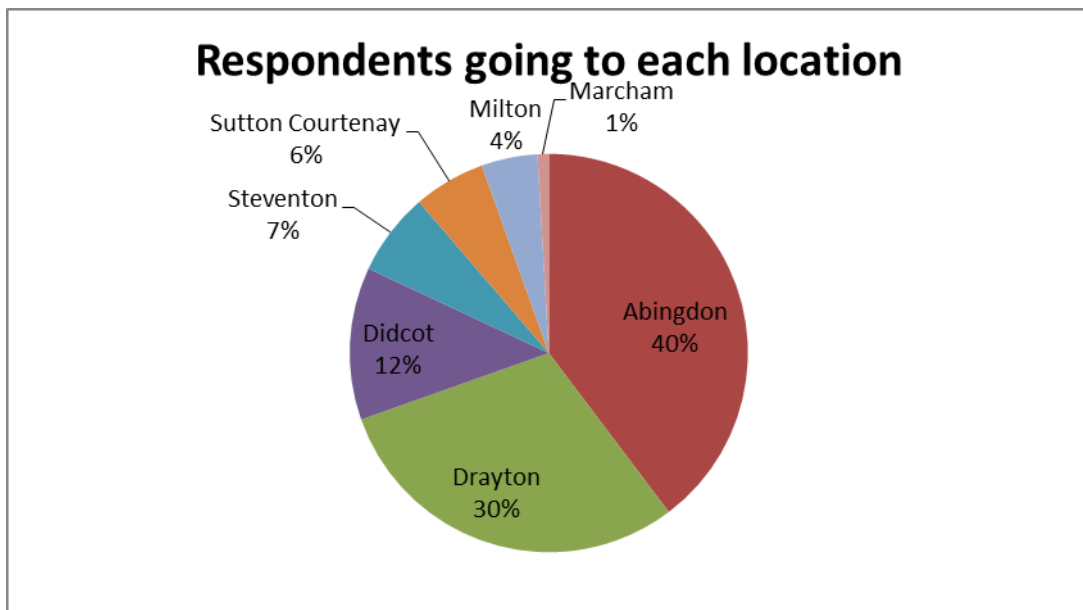 Respondents going to each location
Marcham
1%
Milton
4%
Sutton Courtenay
6%
Steventon
7%
Abingdon
40%
Didcot
12%
Drayton
30%